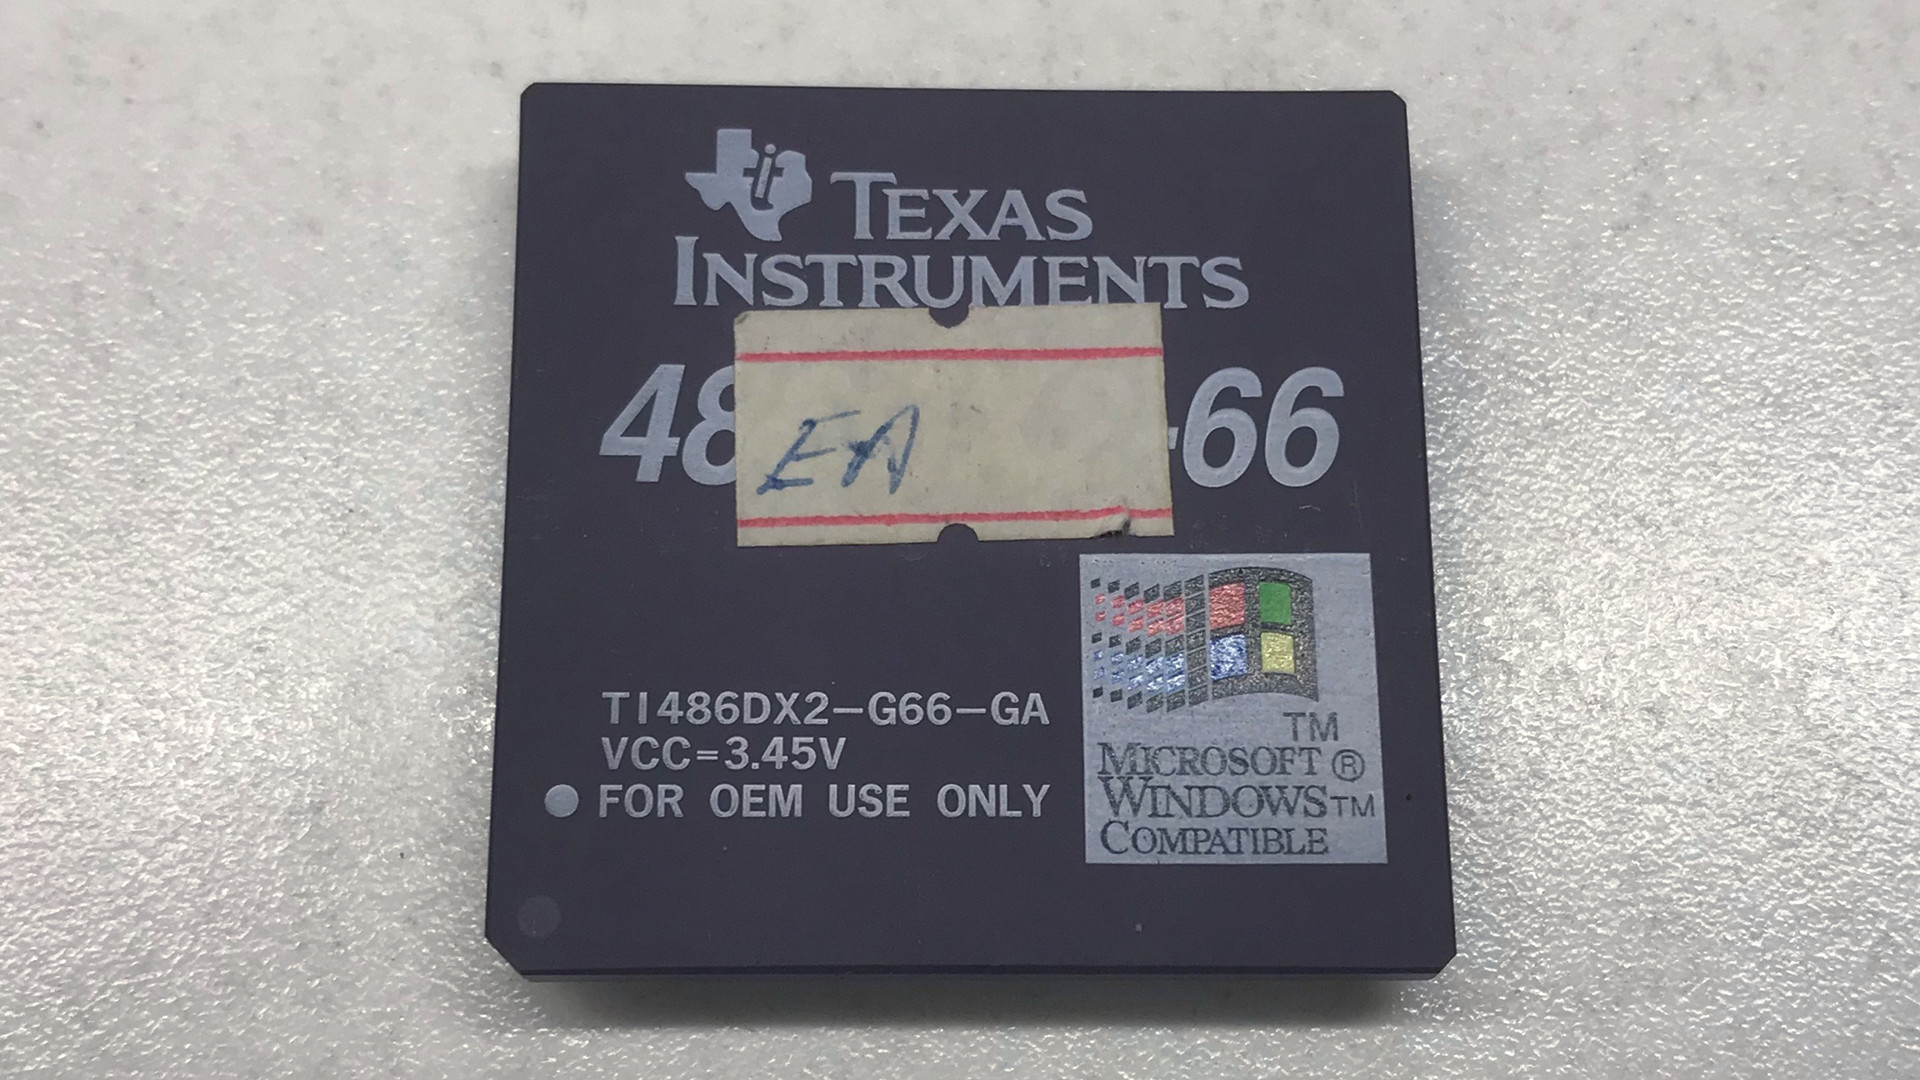 TEXAS
INSTRUMENTS
48 -66
EA
TI486DX2-G66-GA
VCC=3.45V
FOR OEM USE ONLY
TM
MICROSOFT ®
WINDOWS™
COMPATIBLE